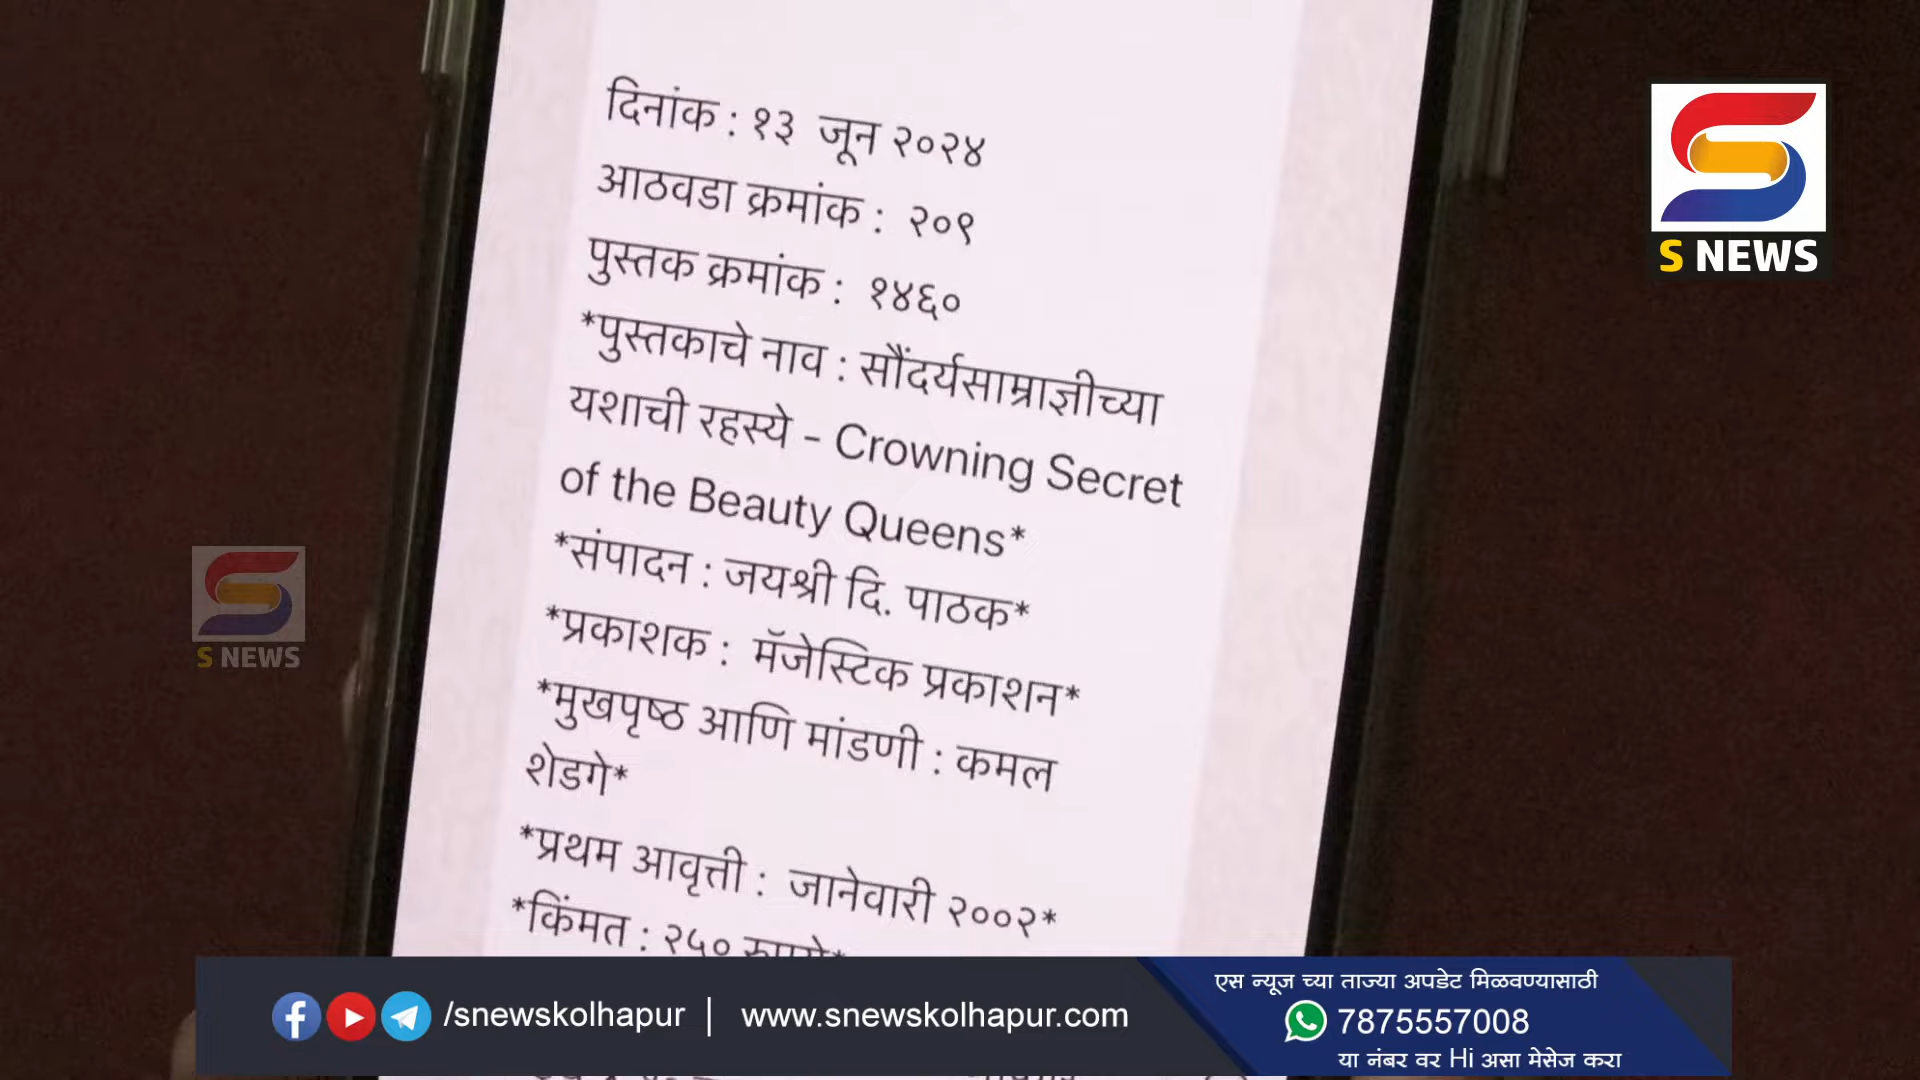 दिनांक : १३ जून २०२४
आठवडा क्रमांक : २०९
पुस्तक क्रमांक : १४६०
*पुस्तकाचे नाव : सौंदर्यसाम्राज्ञीच्या
यशाची रहस्ये - Crowning Secret
of the Beauty Queens*
*संपादन : जयश्री दि. पाठक*
*प्रकाशक : मॅजेस्टिक प्रकाशन*
*मुखपृष्ठ आणि मांडणी : कमल
शेडगे*
*प्रथम आवृत्ती : जानेवारी २००२*
*किंमत : २५० रुपये*
S NEWS
S NEWS
/snewskolhapur | www.snewskolhapur.com
एस न्यूज च्या ताज्या अपडेट मिळवण्यासाठी
7875557008
या नंबर वर Hi असा मेसेज करा